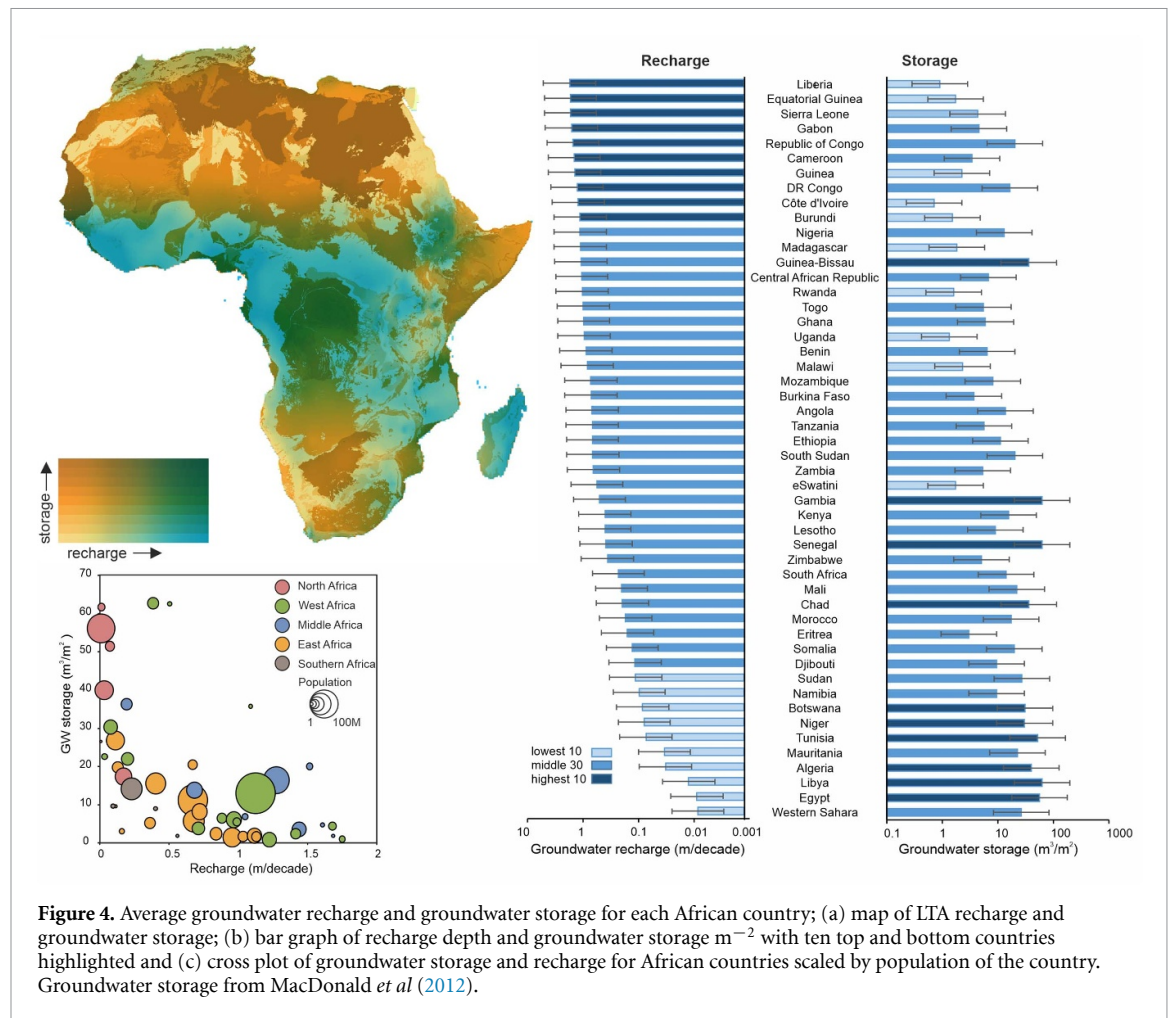 Recharge
Storage
Liberia
Equatorial Guinea
Sierra Leone
Gabon
Republic of Congo
Cameroon
Guinea
DR Congo
Côte d'Ivoire
Burundi
Nigeria
Madagascar
Guinea-Bissau
Central African Republic
Rwanda
Togo
Ghana
Uganda
Benin
Malawi
Mozambique
Burkina Faso
Angola
Tanzania
Ethiopia
South Sudan
Zambia
eSwatini
Gambia
Kenya
Lesotho
Senegal
Zimbabwe
South Africa
Mali
Chad
Morocco
Eritrea
Somalia
Djibouti
Sudan
Namibia
Botswana
Niger
Tunisia
Mauritania
Algeria
Libya
Egypt
Western Sahara
lowest 10
middle 30
highest 10
10 1 0.1 0.01 0.001
Groundwater recharge (m/decade)
0.1 1 10 100 1000
Groundwater storage (m³/m²)
storage
recharge
70
60
50
40
30
20
10
0
GW storage (m³/m²)
0 0.5 1 1.5 2
Recharge (m/decade)
North Africa
West Africa
Middle Africa
East Africa
Southern Africa
Population
1 100M
Figure 4. Average groundwater recharge and groundwater storage for each African country; (a) map of LTA recharge and
groundwater storage; (b) bar graph of recharge depth and groundwater storage m−2 with ten top and bottom countries
highlighted and (c) cross plot of groundwater storage and recharge for African countries scaled by population of the country.
Groundwater storage from MacDonald et al (2012).